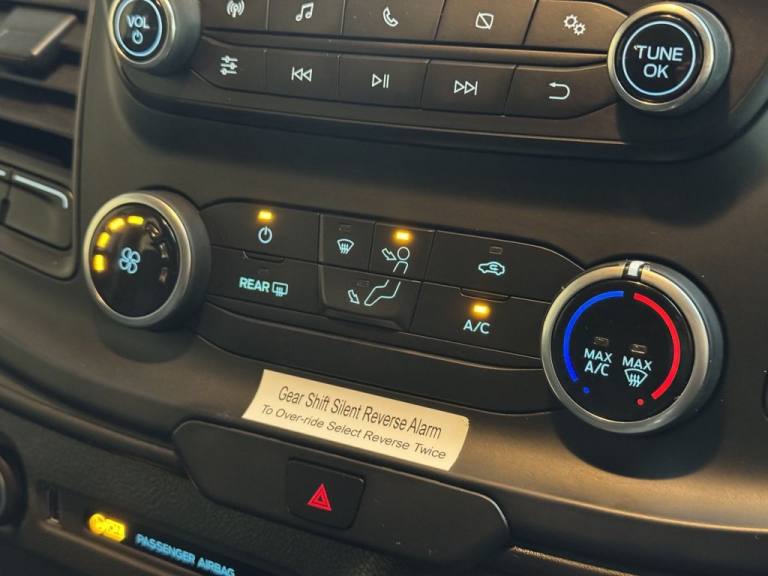 VOL
TUNE
OK
REAR
A/C
MAX
A/C
MAX
Gear Shift Silent Reverse Alarm
To Over-ride Select Reverse Twice
PASSENGER AIRBAG